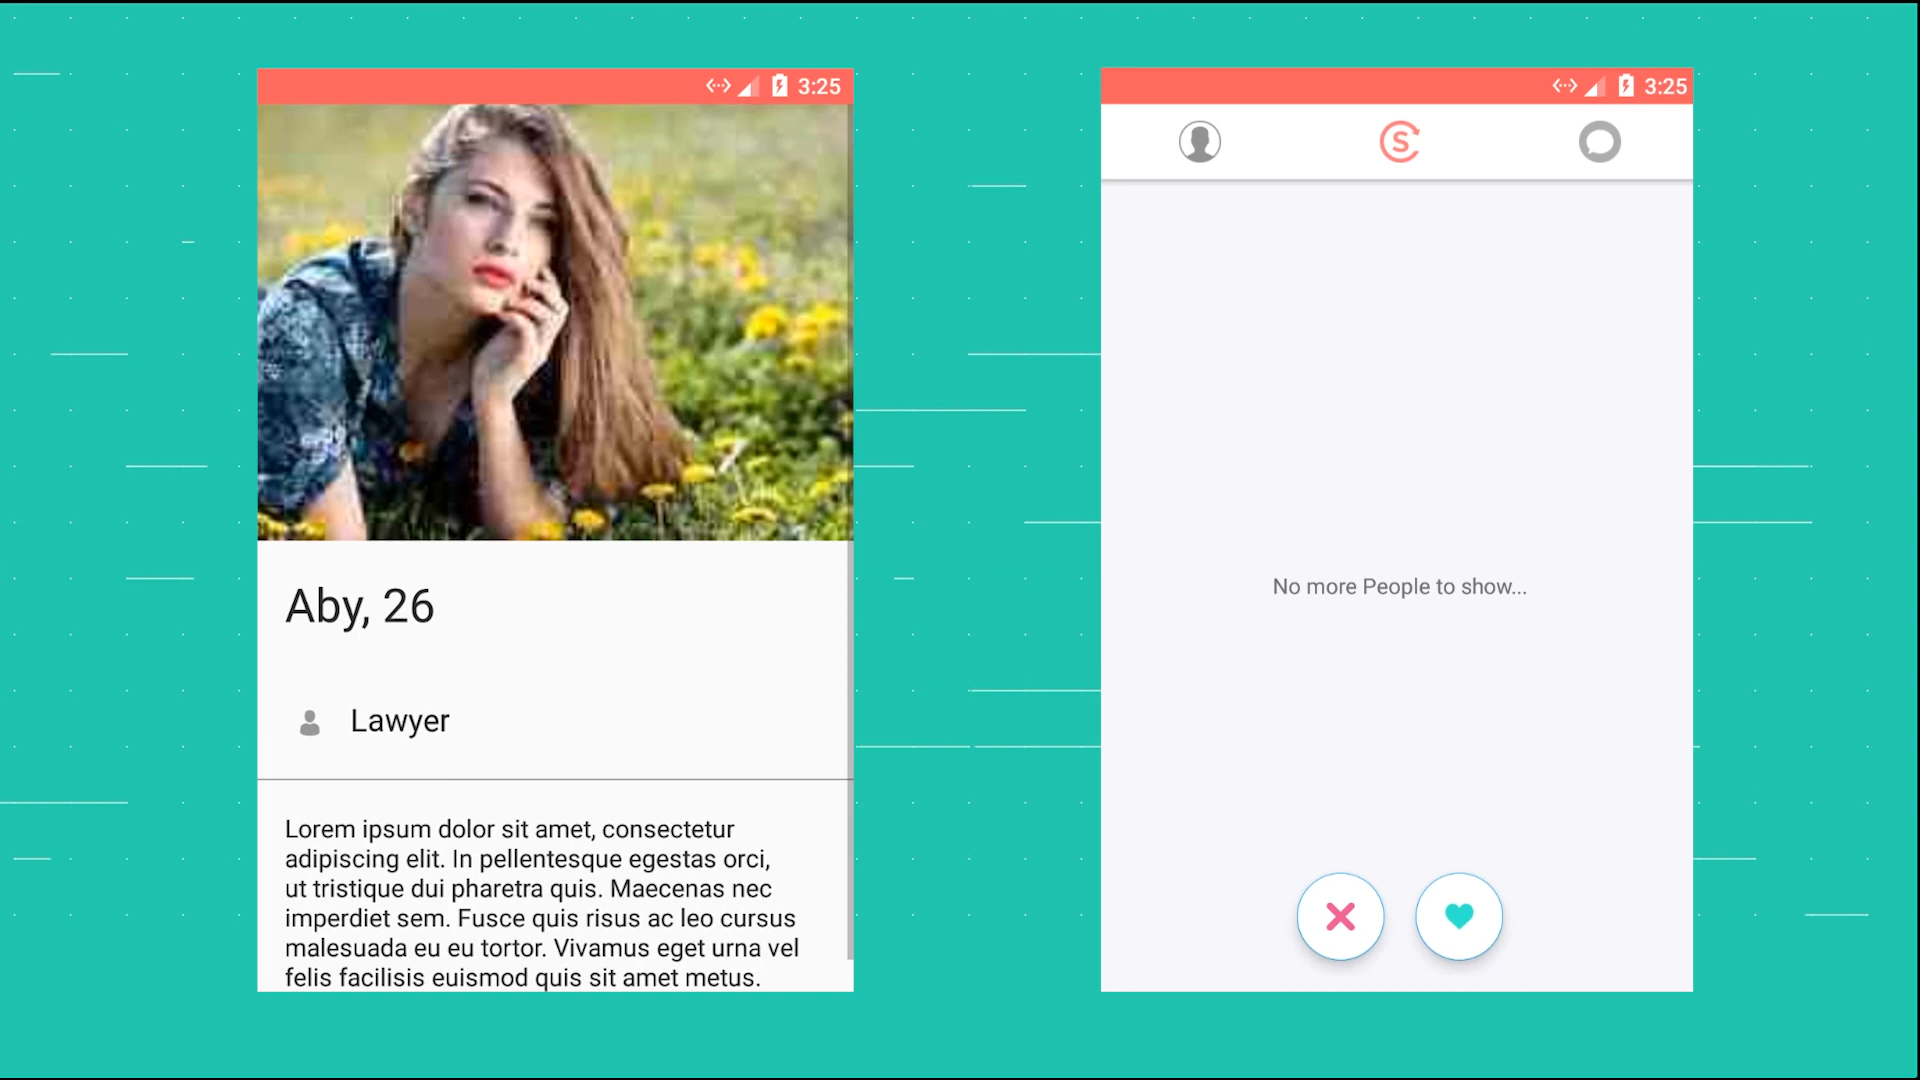 3:25
Aby, 26
Lawyer
Lorem ipsum dolor sit amet, consectetur
adipiscing elit. In pellentesque egestas orci,
ut tristique dui pharetra quis. Maecenas nec
imperdiet sem. Fusce quis risus ac leo cursus
malesuada eu eu tortor. Vivamus eget urna vel
felis facilisis euismod quis sit amet metus.
3:25
S
No more People to show...